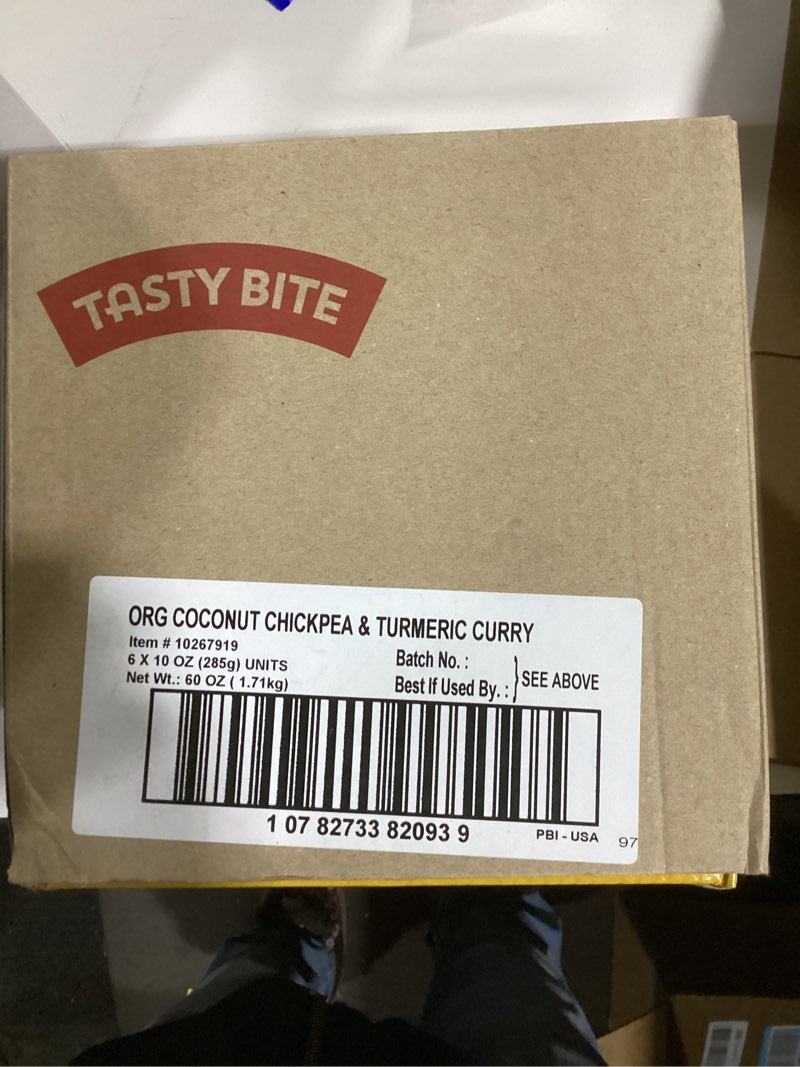 TASTY BITE
ORG COCONUT CHICKPEA & TURMERIC CURRY
Item # 10267919
6 X 10 OZ (285g) UNITS
Net Wt.: 60 OZ ( 1.71kg)
Batch No. :
Best If Used By. :
SEE ABOVE
1 07 82733 82093 9
PBI - USA
97